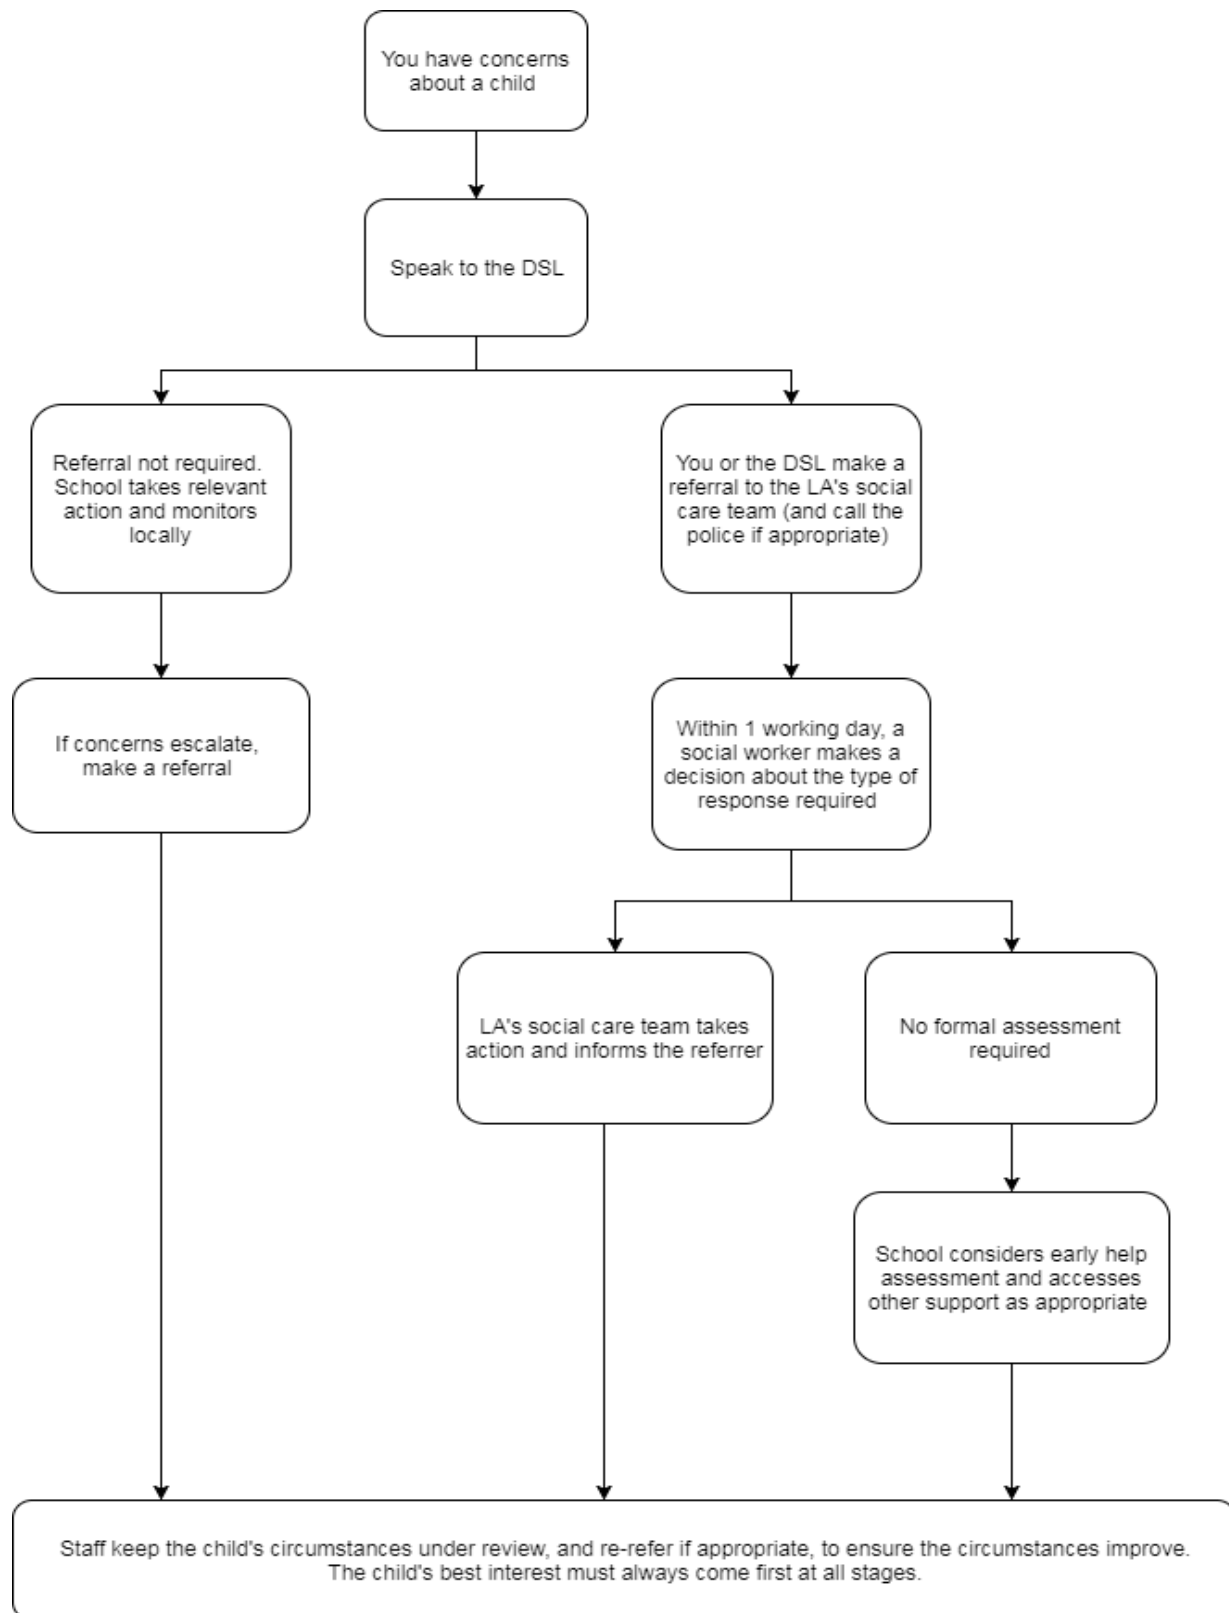 You have concerns
about a child
Speak to the DSL
Referral not required.
School takes relevant
action and monitors
locally
You or the DSL make a
referral to the LA's social
care team (and call the
police if appropriate)
If concerns escalate,
make a referral
Within 1 working day, a
social worker makes a
decision about the type of
response required
LA's social care team takes
action and informs the referrer
No formal assessment
required
School considers early help
assessment and accesses
other support as appropriate
Staff keep the child's circumstances under review, and re-refer if appropriate, to ensure the circumstances improve.
The child's best interest must always come first at all stages.